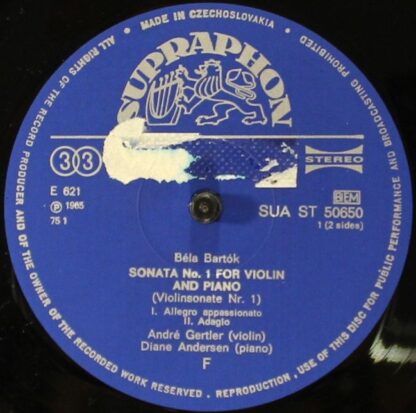 MADE IN CZECHOSLOVAKIA
ALL RIGHTS OF THE RECORD PRODUCER AND OF THE OWNER OF THE RECORDED WORK RESERVED . REPRODUCTION , USE OF THIS DISC FOR PUBLIC PERFORMANCE AND BROADCASTING PROHIBITED
SUPRAPHON
33
STEREO
E 621
℗ 1965
75 1
BIEM
SUA ST 50650
1 (2 sides)
Béla Bartók
SONATA No. 1 FOR VIOLIN
AND PIANO
(Violinsonate Nr. 1)
I. Allegro appassionato
II. Adagio
André Gertler (violin)
Diane Andersen (piano)
F